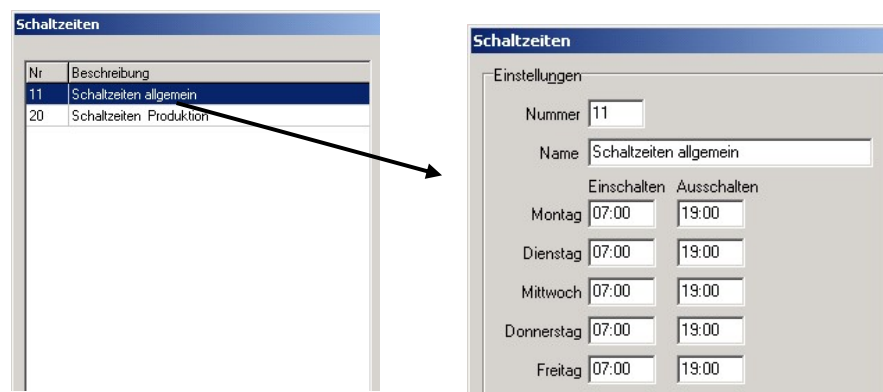 Schaltzeiten
Nr Beschreibung
11 Schaltzeiten allgemein
20 Schaltzeiten Produktion
Schaltzeiten
Einstellungen
Nummer 11
Name Schaltzeiten allgemein
Einschalten Ausschalten
Montag 07:00 19:00
Dienstag 07:00 19:00
Mittwoch 07:00 19:00
Donnerstag 07:00 19:00
Freitag 07:00 19:00